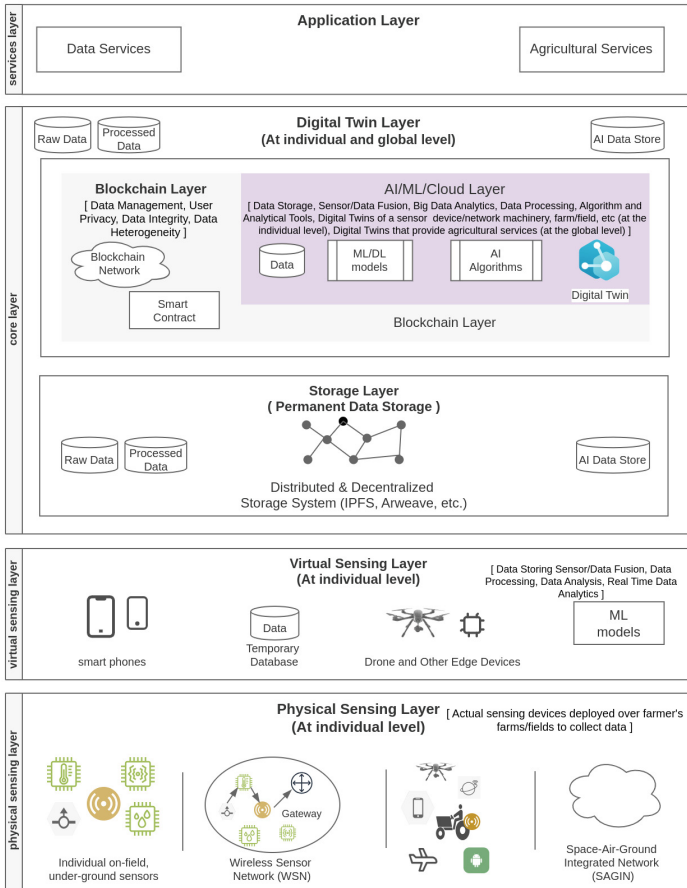 services layer
Application Layer
Data Services
Agricultural Services
core layer
Digital Twin Layer
(At individual and global level)
Raw Data
Processed
Data
AI Data Store
Blockchain Layer
[ Data Management, User
Privacy, Data Integrity, Data
Heterogeneity ]
Blockchain
Network
Smart
Contract
AI/ML/Cloud Layer
[ Data Storage, Sensor/Data Fusion, Big Data Analytics, Data Processing, Algorithm and
Analytical Tools, Digital Twins of a sensor device/network machinery, farm/field, etc (at the
individual level), Digital Twins that provide agricultural services (at the global level) ]
Data
ML/DL
models
AI
Algorithms
Digital Twin
Blockchain Layer
Storage Layer
( Permanent Data Storage )
Raw Data
Processed
Data
AI Data Store
Distributed & Decentralized
Storage System (IPFS, Arweave, etc.)
virtual sensing layer
Virtual Sensing Layer
(At individual level)
[ Data Storing Sensor/Data Fusion, Data
Processing, Data Analysis, Real Time Data
Analytics ]
smart phones
Data
Temporary
Database
Drone and Other Edge Devices
ML
models
physical sensing layer
Physical Sensing Layer
(At individual level)
[ Actual sensing devices deployed over farmer's
farms/fields to collect data ]
Individual on-field,
under-ground sensors
Gateway
Wireless Sensor
Network (WSN)
Space-Air-Ground
Integrated Network
(SAGIN)